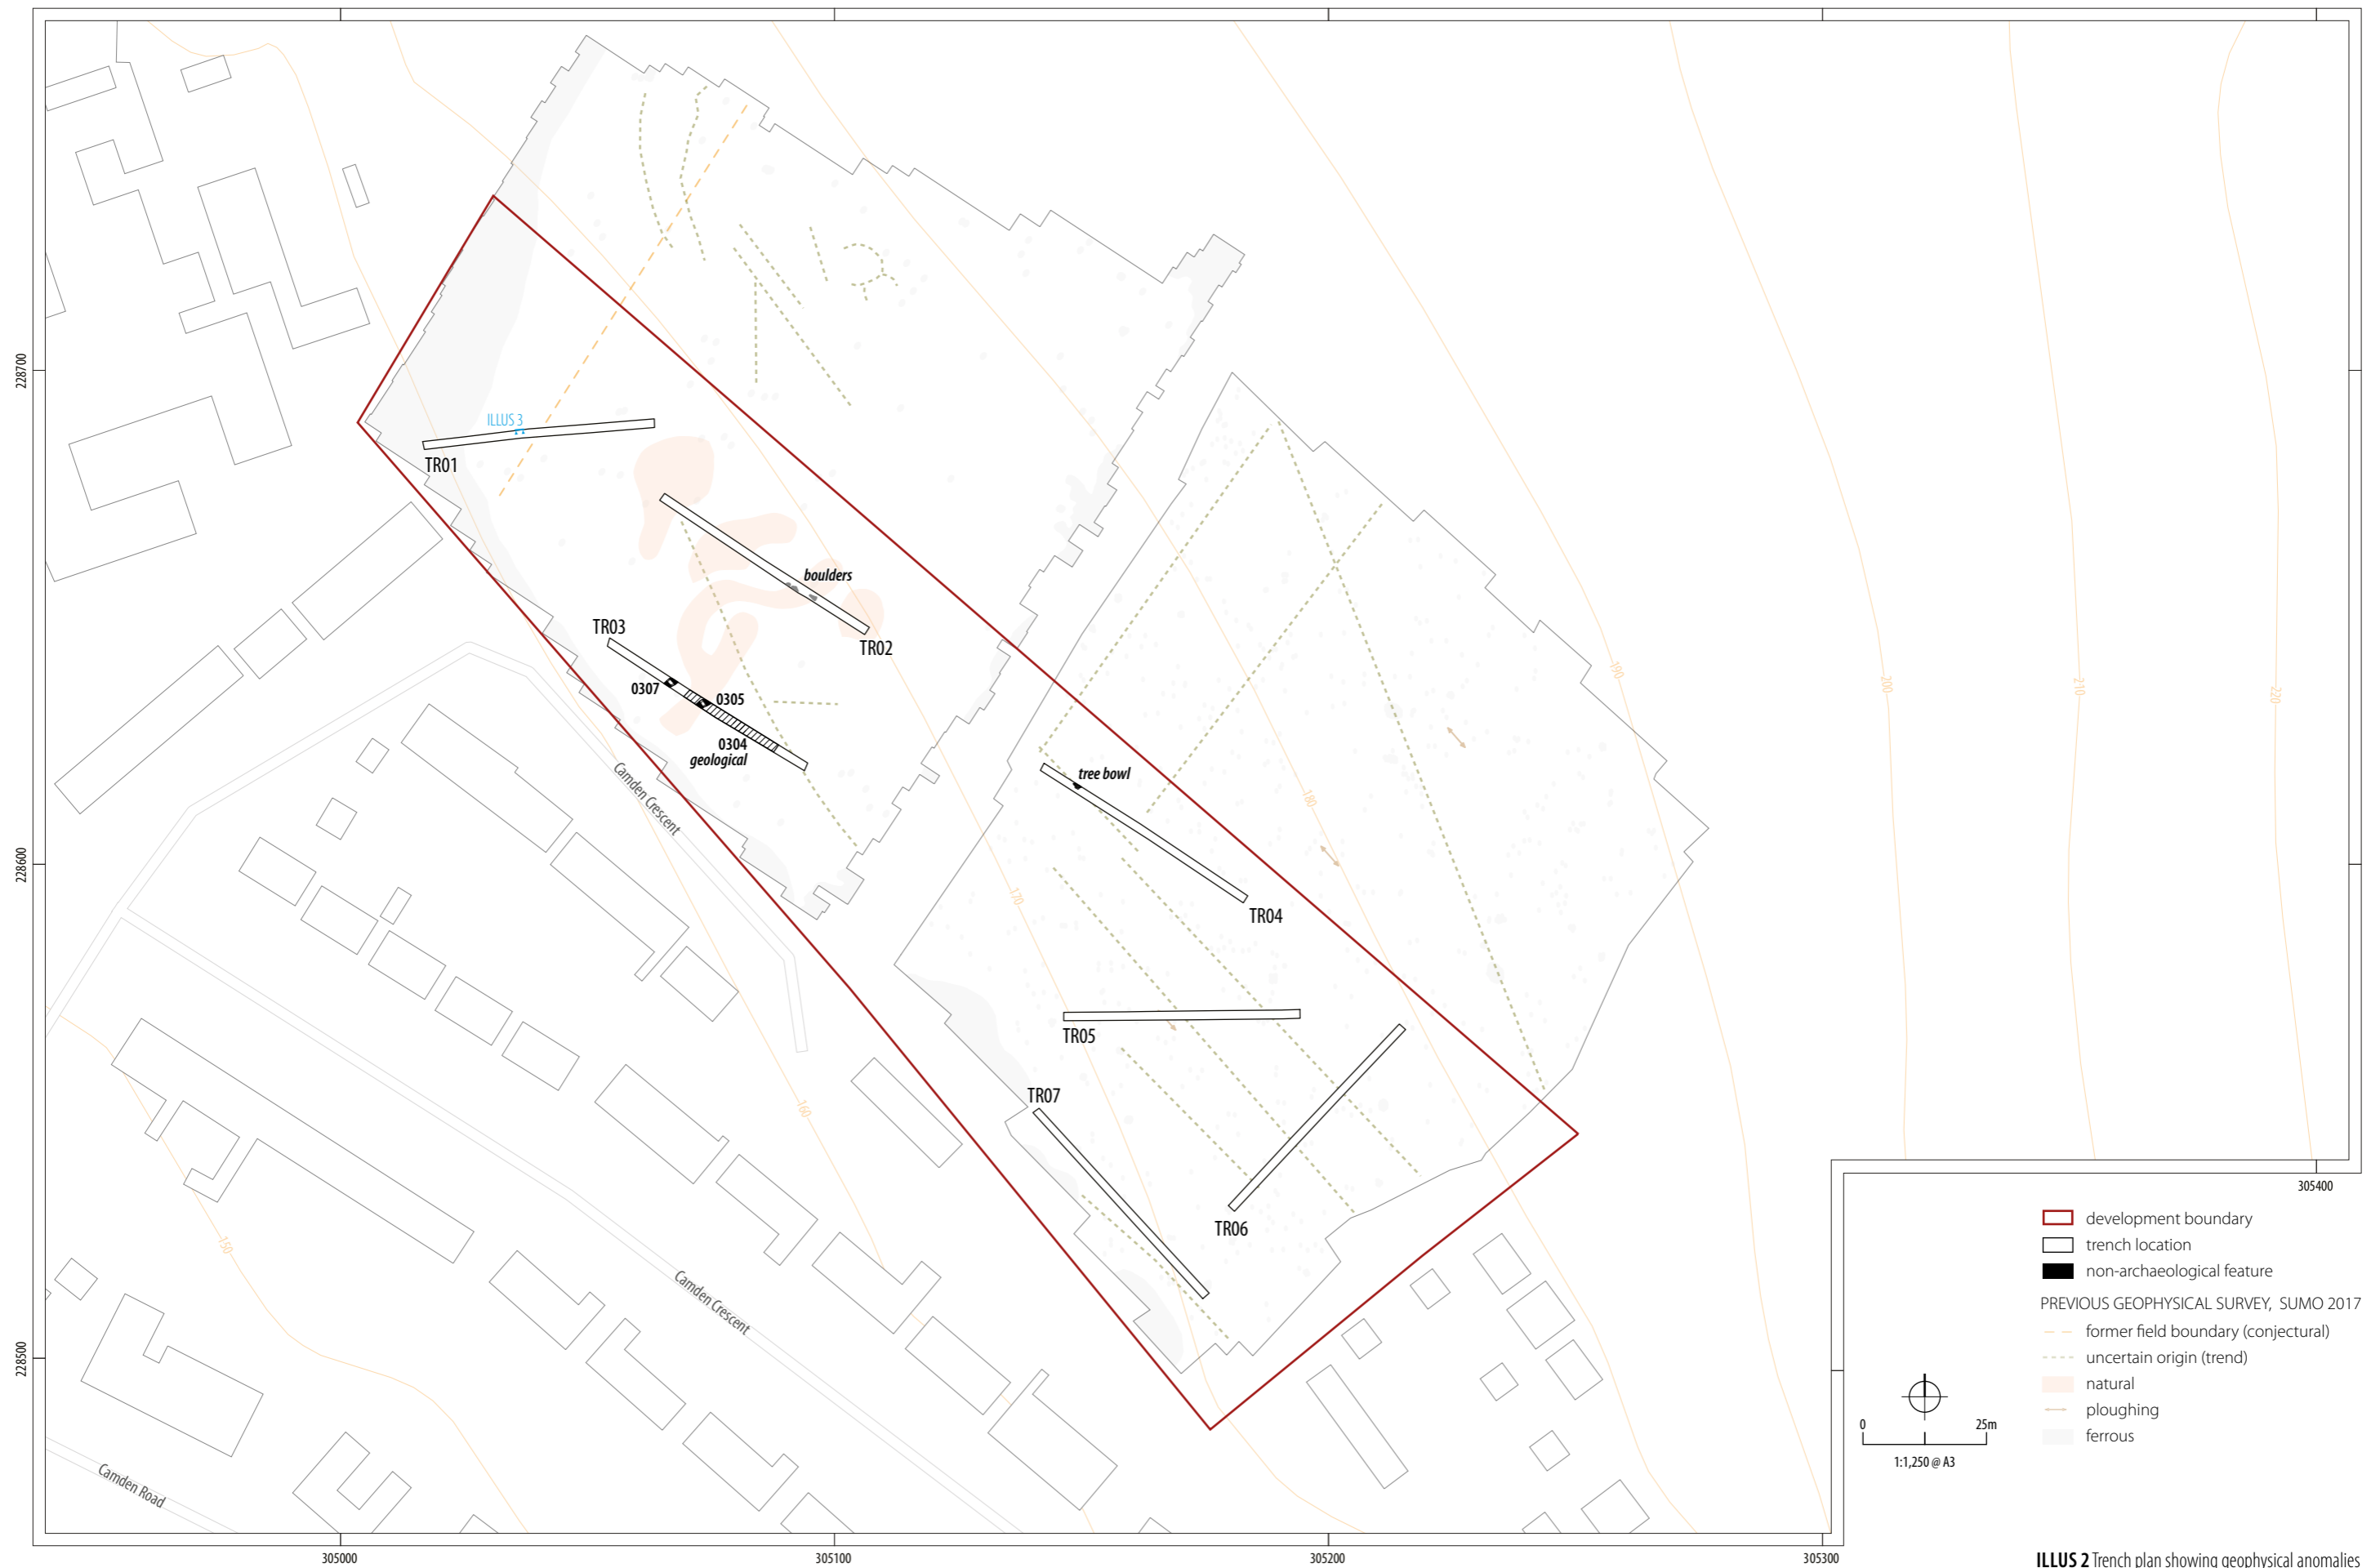 228700
228600
228500
305000
305100
305200
305300
305400
ILLUS 3
TR01
boulders
TR02
TR03
0307
0305
0304
geological
tree bowl
TR04
TR05
TR06
TR07
Camden Crescent
Camden Crescent
Camden Road
150
160
170
180
190
200
210
220
development boundary
trench location
non-archaeological feature
PREVIOUS GEOPHYSICAL SURVEY, SUMO 2017
former field boundary (conjectural)
uncertain origin (trend)
natural
ploughing
ferrous
0 25m
1:1,250 @ A3
ILLUS 2 Trench plan showing geophysical anomalies